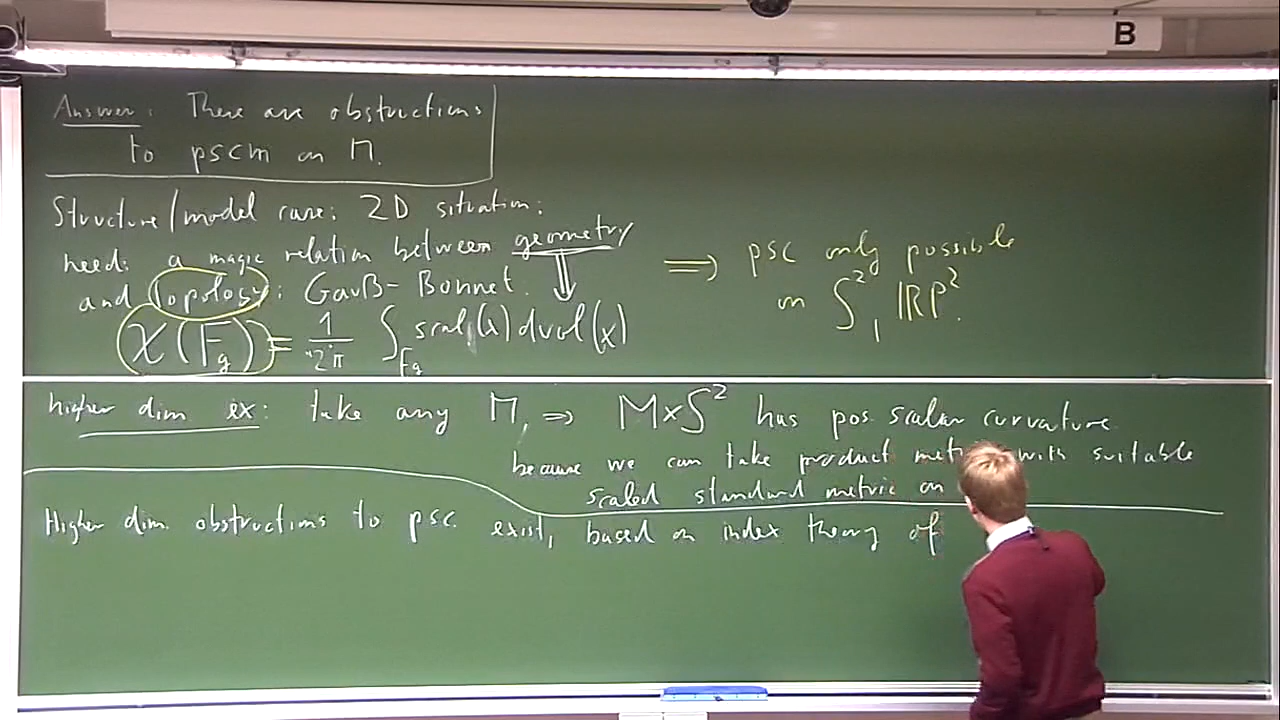 B
Answer: There are obstructions
to pscm on M.
Structure/model case: 2D situation:
need: a magic relation between geometry
and Topology: Gauß-Bonnet.
χ(F_g) = 1/2π ∫_{F_g} scal(x) dvol(x)
⇒ psc only possible
on S², RP².
higher dim ex: take any M, ⇒ M×S² has pos scalar curvature
because we can take product with suitable
scaled standard metric on
Higher dim. obstructions to psc exist, based on index theory of